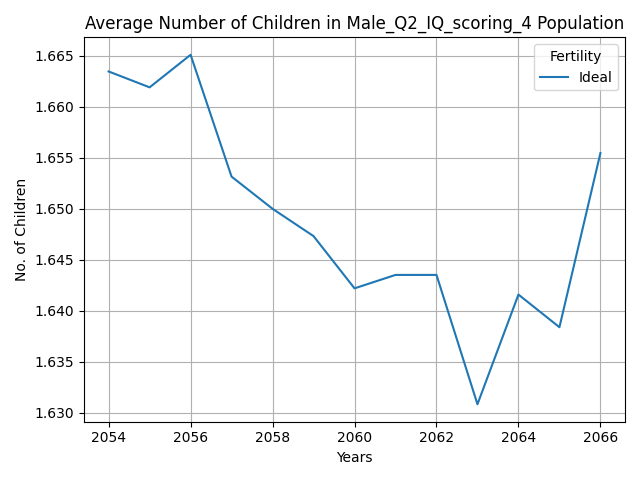 Average Number of Children in Male_Q2_IQ_scoring_4 Population
Fertility
Ideal
1.665
1.660
1.655
1.650
1.645
1.640
1.635
1.630
No. of Children
2054 2056 2058 2060 2062 2064 2066
Years